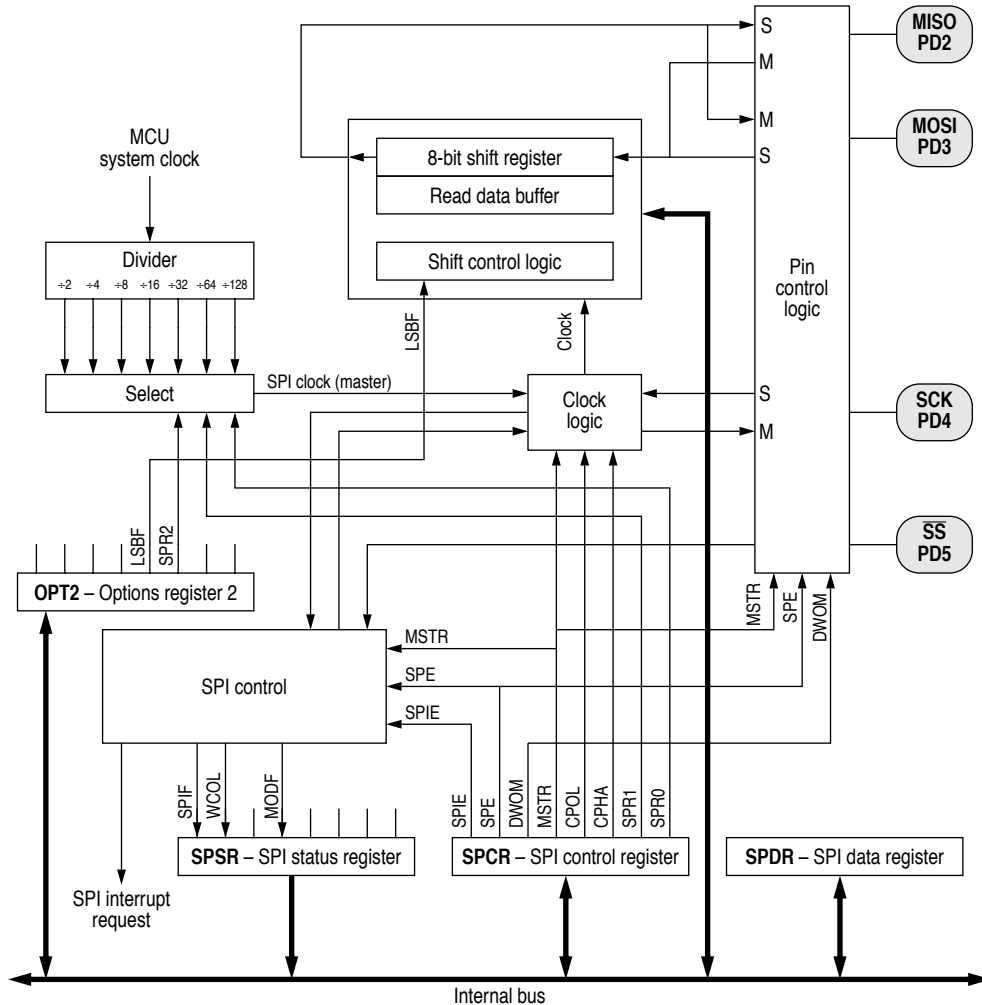 S
MISO
PD2
M
M
MOSI
PD3
S
MCU
system clock
8-bit shift register
Read data buffer
Divider
÷2 ÷4 ÷8 ÷16 ÷32 ÷64 ÷128
Shift control logic
Pin
control
logic
LSBF
Clock
Select
SPI clock (master)
Clock
logic
S
M
SCK
PD4
LSBF
SPR2
SS
PD5
OPT2 – Options register 2
MSTR
SPE
DWOM
SPI control
MSTR
SPE
SPIE
SPIF
WCOL
MODF
SPIE
SPE
DWOM
MSTR
CPOL
CPHA
SPR1
SPR0
SPSR – SPI status register
SPCR – SPI control register
SPDR – SPI data register
SPI interrupt
request
Internal bus